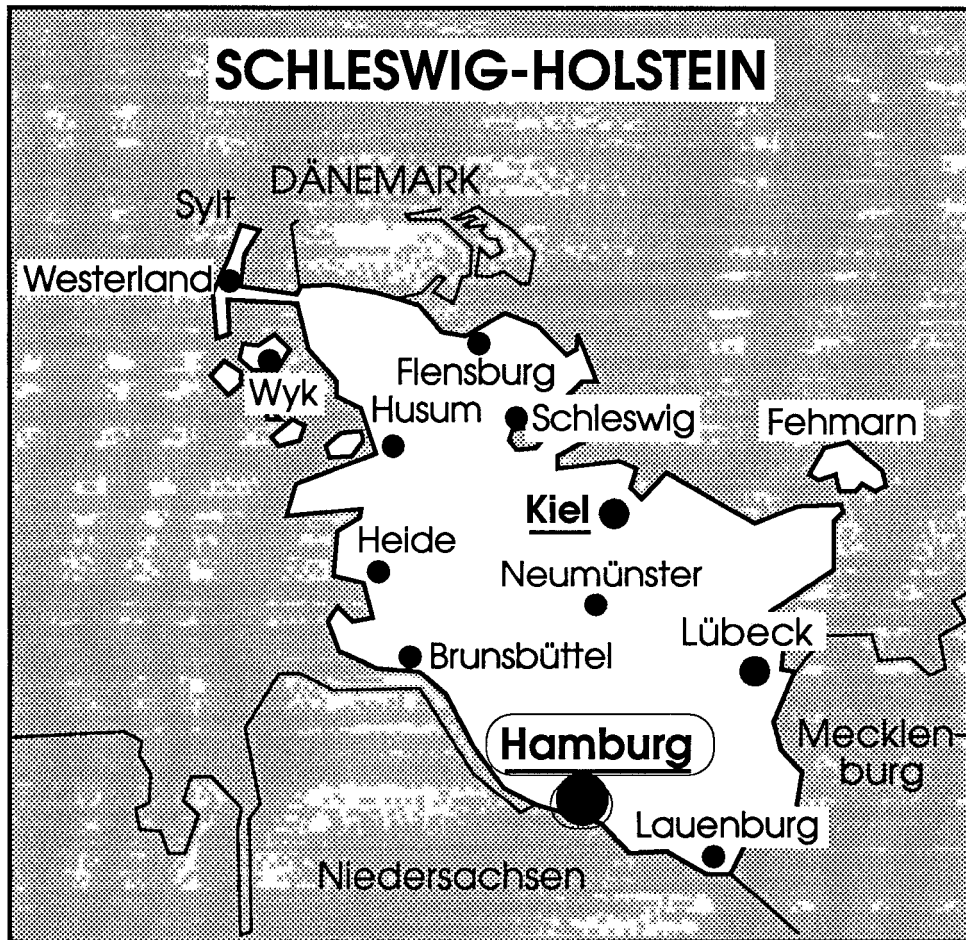 SCHLESWIG-HOLSTEIN
DÄNEMARK
Sylt
Westerland
Flensburg
Wyk
Husum
Schleswig
Fehmarn
Kiel
Heide
Neumünster
Lübeck
Brunsbüttel
Hamburg
Mecklen-
burg
Lauenburg
Niedersachsen